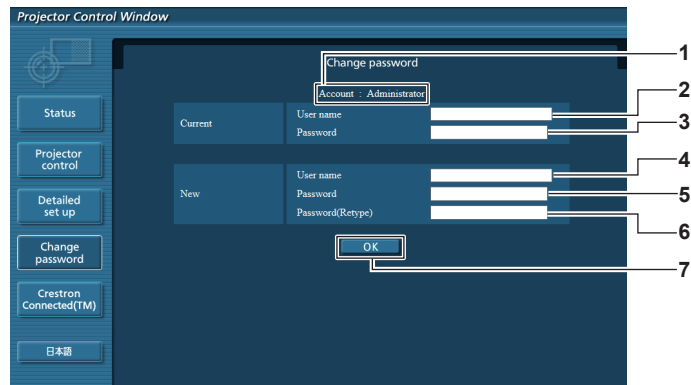 Projector Control Window
Change password
1
Account : Administrator
2
Status
Current
User name
Password
3
Projector
control
User name
4
Detailed
set up
New
Password
5
Password(Retype)
6
Change
password
OK
7
Crestron
Connected(TM)
日本語